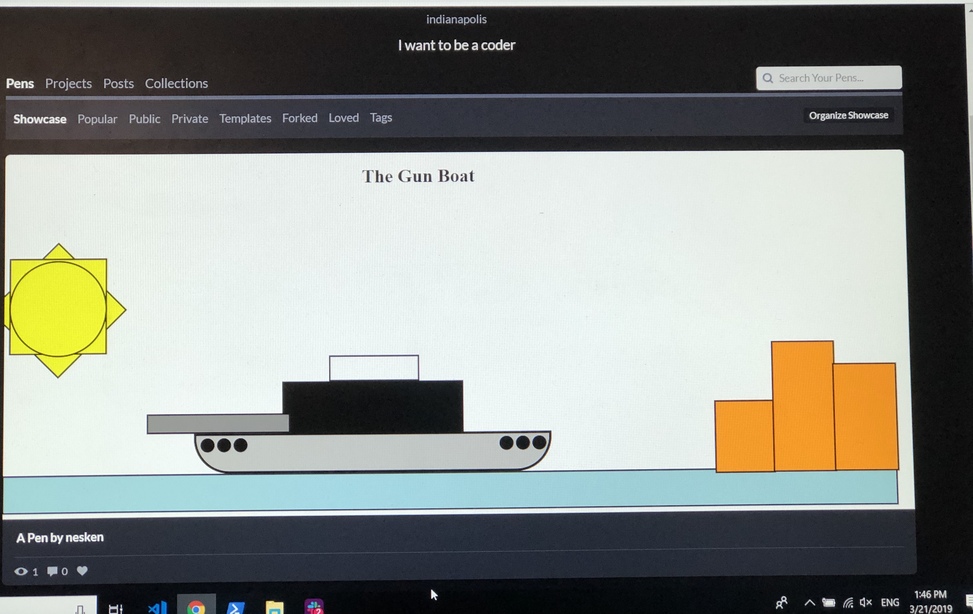 indianapolis
I want to be a coder
Pens Projects Posts Collections
Search Your Pens...
Showcase Popular Public Private Templates Forked Loved Tags
Organize Showcase
The Gun Boat
A Pen by nesken
1 0
ENG
1:46 PM
3/21/2019